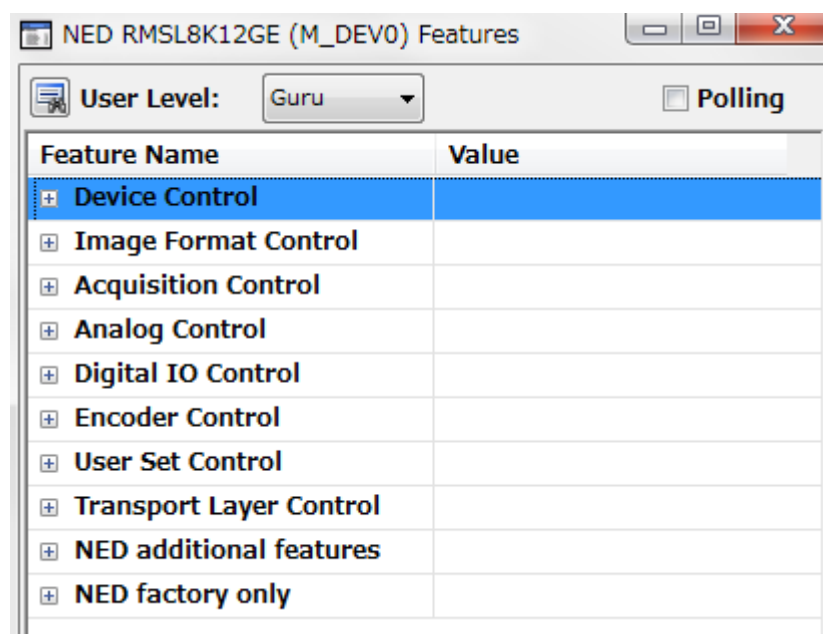 NED RMSL8K12GE (M_DEV0) Features
User Level: Guru Polling
Feature Name Value
Device Control
Image Format Control
Acquisition Control
Analog Control
Digital IO Control
Encoder Control
User Set Control
Transport Layer Control
NED additional features
NED factory only